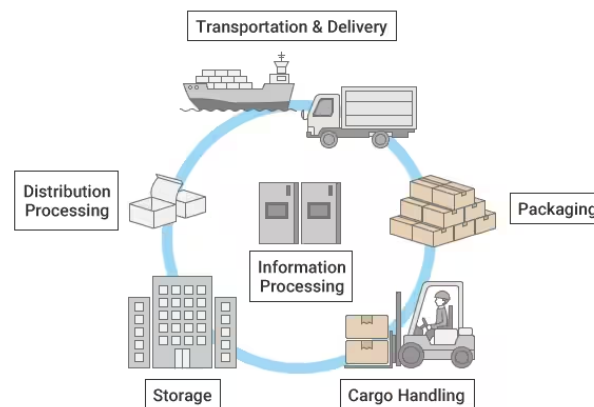 Transportation & Delivery
Distribution
Processing
Packaging
Information
Processing
Storage
Cargo Handling